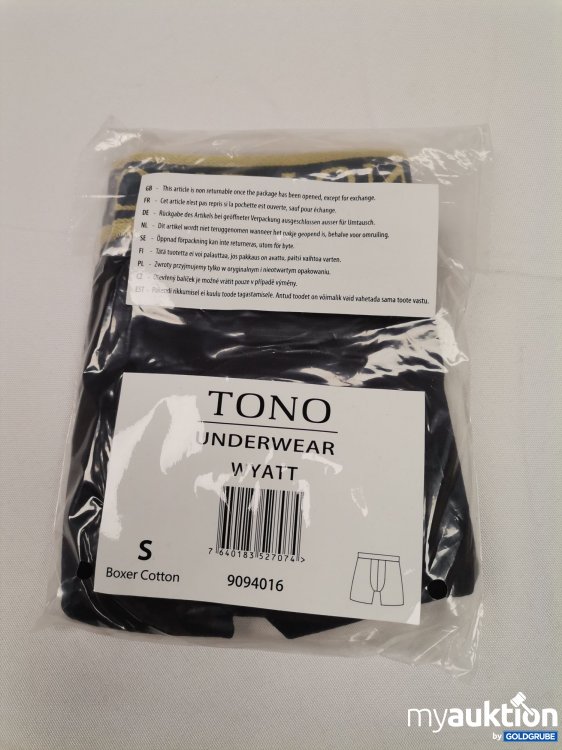 GB - This article is non returnable once the package has been opened, except for exchange.
FR - Cet article n'est pas repris si la pochette est ouverte, sauf pour échange.
DE - Rückgabe des Artikels bei geöffneter Verpackung ausgeschlossen ausser für Umtausch.
NL - Dit artikel wordt niet teruggenomen wanneer het pakje geopend is, behalve voor omruiling.
SE - Öppnad förpackning kan inte returneras, utom för byte.
FI - Tätä tuotetta ei voi palauttaa, jos pakkaus on avattu, paitsi vaihtoa varten.
PL - Zwroty przyjmujemy tylko w oryginalnym i nieotwartym opakowaniu.
CZ - Otevřený balíček je možné vrátit pouze v případě výměny.
EST - Pakendi rikkumisel ei kuulu toode tagastamisele. Antud toodet on võimalik vaid vahetada sama toote vastu.
TONO
UNDERWEAR
WYATT
7 640183 527074 >
S
Boxer Cotton
9094016
myauktion
by GOLDGRUBE